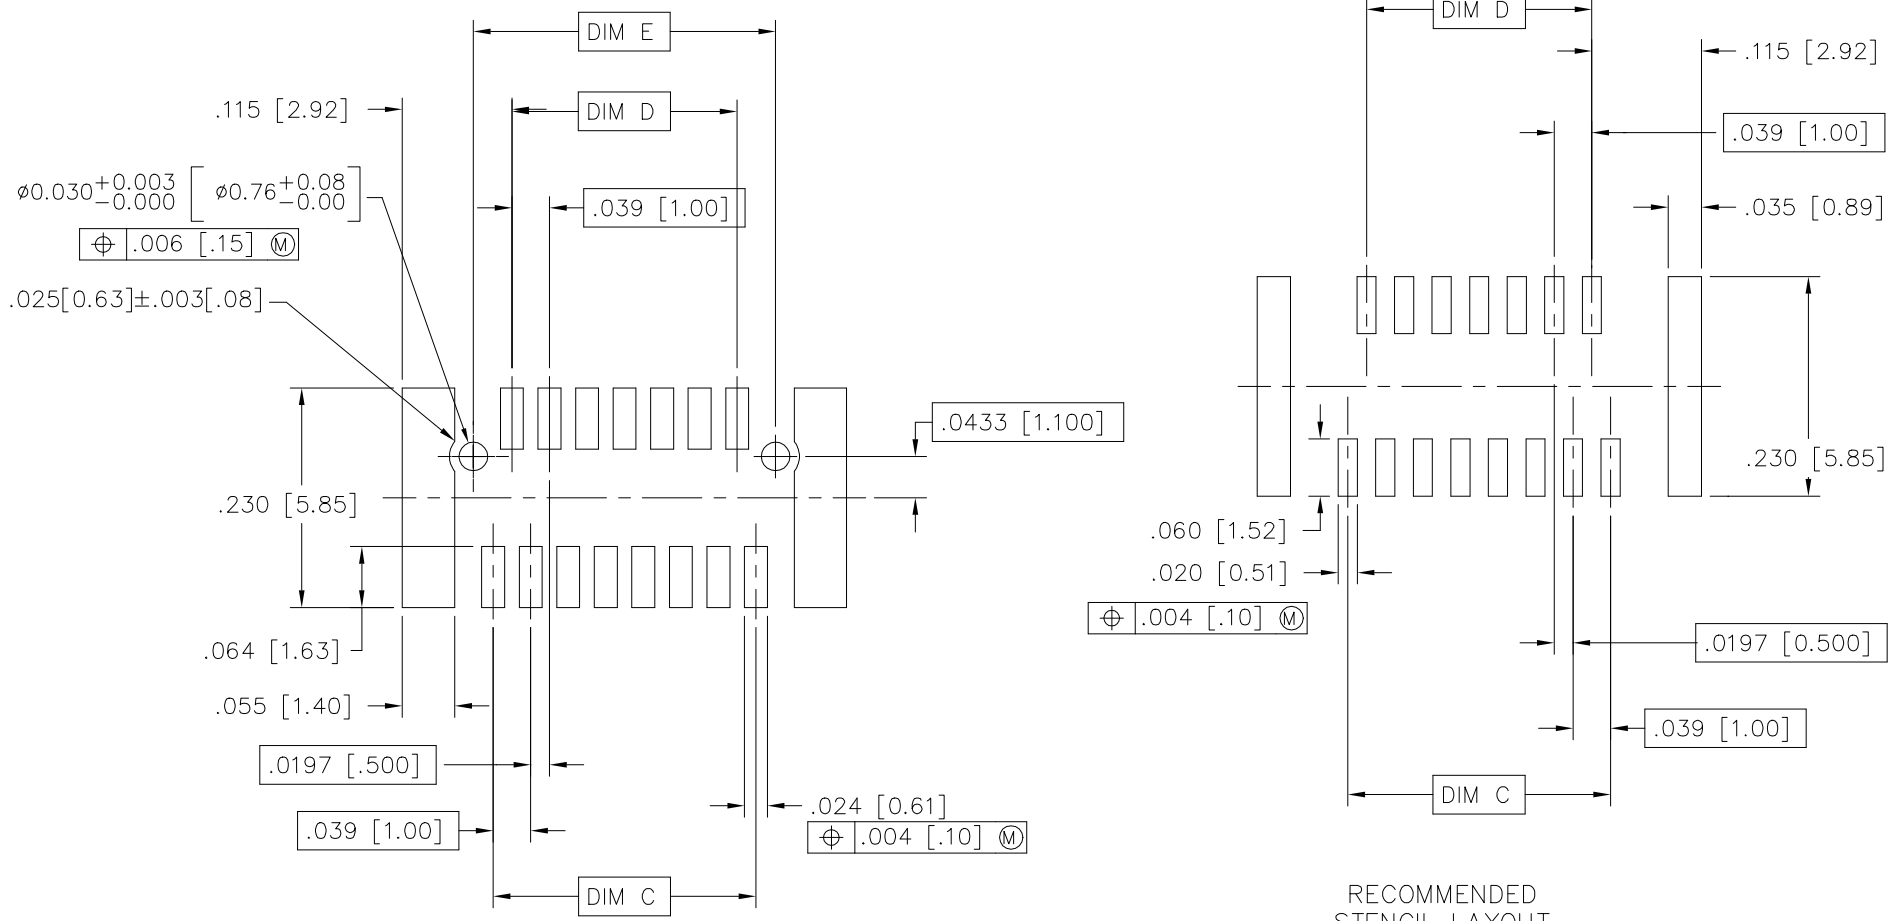 DIM E
DIM D
.115 [2.92]
ø0.030+0.003 -0.000 [ ø0.76+0.08 -0.00 ]
⌖ .006 [.15] Ⓜ
.039 [1.00]
.025[0.63]±.003[.08]
.0433 [1.100]
.230 [5.85]
.064 [1.63]
.055 [1.40]
.0197 [.500]
.039 [1.00]
.024 [0.61]
⌖ .004 [.10] Ⓜ
DIM C
DIM D
.115 [2.92]
.039 [1.00]
.035 [0.89]
.230 [5.85]
.060 [1.52]
.020 [0.51]
⌖ .004 [.10] Ⓜ
.0197 [0.500]
.039 [1.00]
DIM C
RECOMMENDED
STENCIL LAYOUT